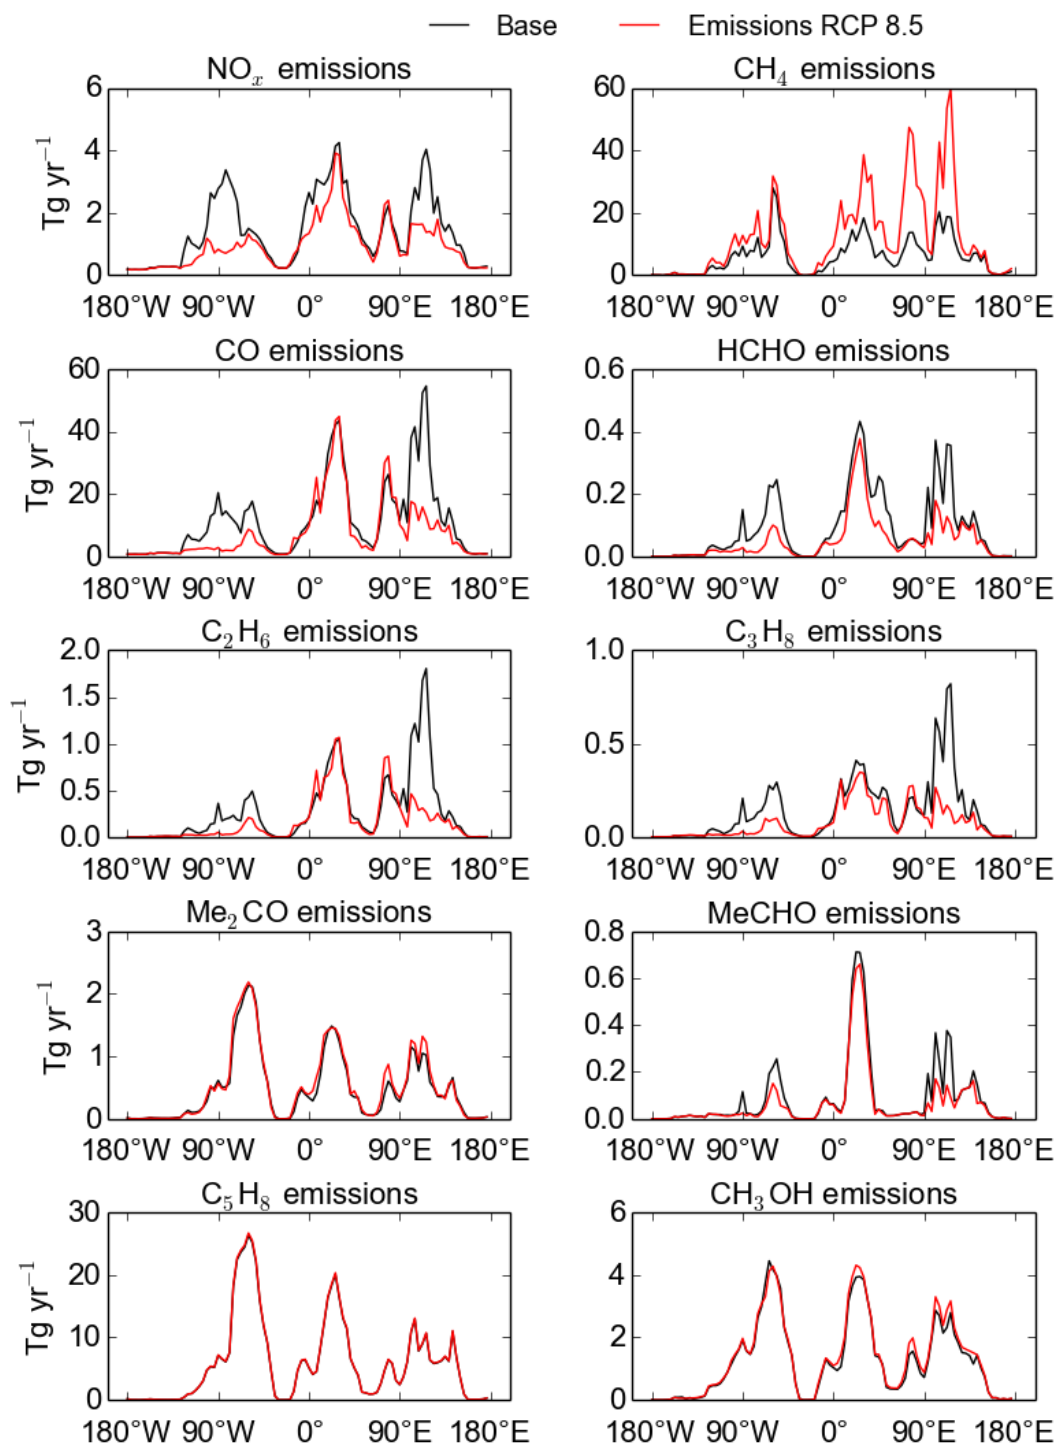 Base Emissions RCP 8.5
NOₓ emissions CH₄ emissions
6 60
4 40
2 20
0 0
Tg yr⁻¹
180°W 90°W 0° 90°E 180°E 180°W 90°W 0° 90°E 180°E
CO emissions HCHO emissions
60 0.6
40 0.4
20 0.2
0 0.0
Tg yr⁻¹
180°W 90°W 0° 90°E 180°E 180°W 90°W 0° 90°E 180°E
C₂H₆ emissions C₃H₈ emissions
2.0 1.0
1.5
1.0 0.5
0.5
0.0 0.0
Tg yr⁻¹
180°W 90°W 0° 90°E 180°E 180°W 90°W 0° 90°E 180°E
Me₂CO emissions MeCHO emissions
3 0.8
2 0.6
0.4
1 0.2
0 0.0
Tg yr⁻¹
180°W 90°W 0° 90°E 180°E 180°W 90°W 0° 90°E 180°E
C₅H₈ emissions CH₃OH emissions
30 6
20 4
10 2
0 0
Tg yr⁻¹
180°W 90°W 0° 90°E 180°E 180°W 90°W 0° 90°E 180°E